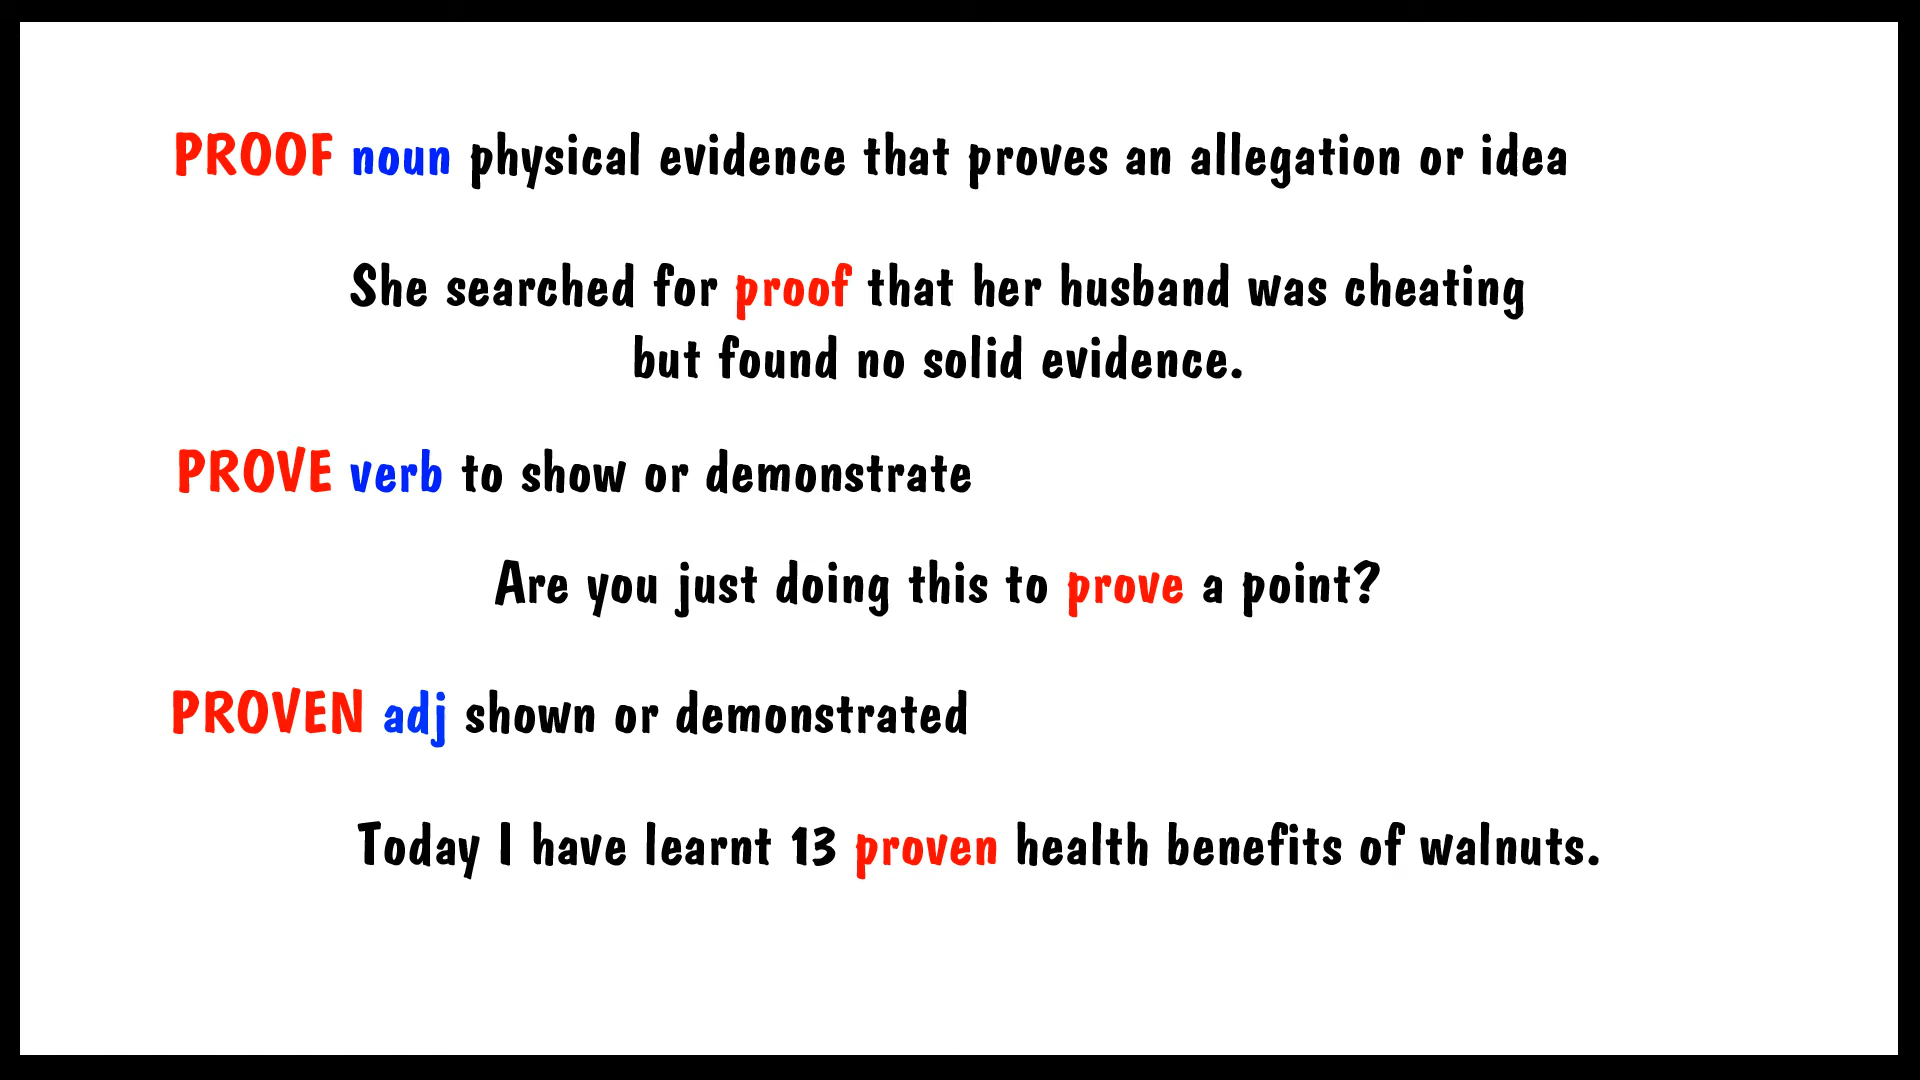 PROOF noun physical evidence that proves an allegation or idea
She searched for proof that her husband was cheating
but found no solid evidence.
PROVE verb to show or demonstrate
Are you just doing this to prove a point?
PROVEN adj shown or demonstrated
Today I have learnt 13 proven health benefits of walnuts.